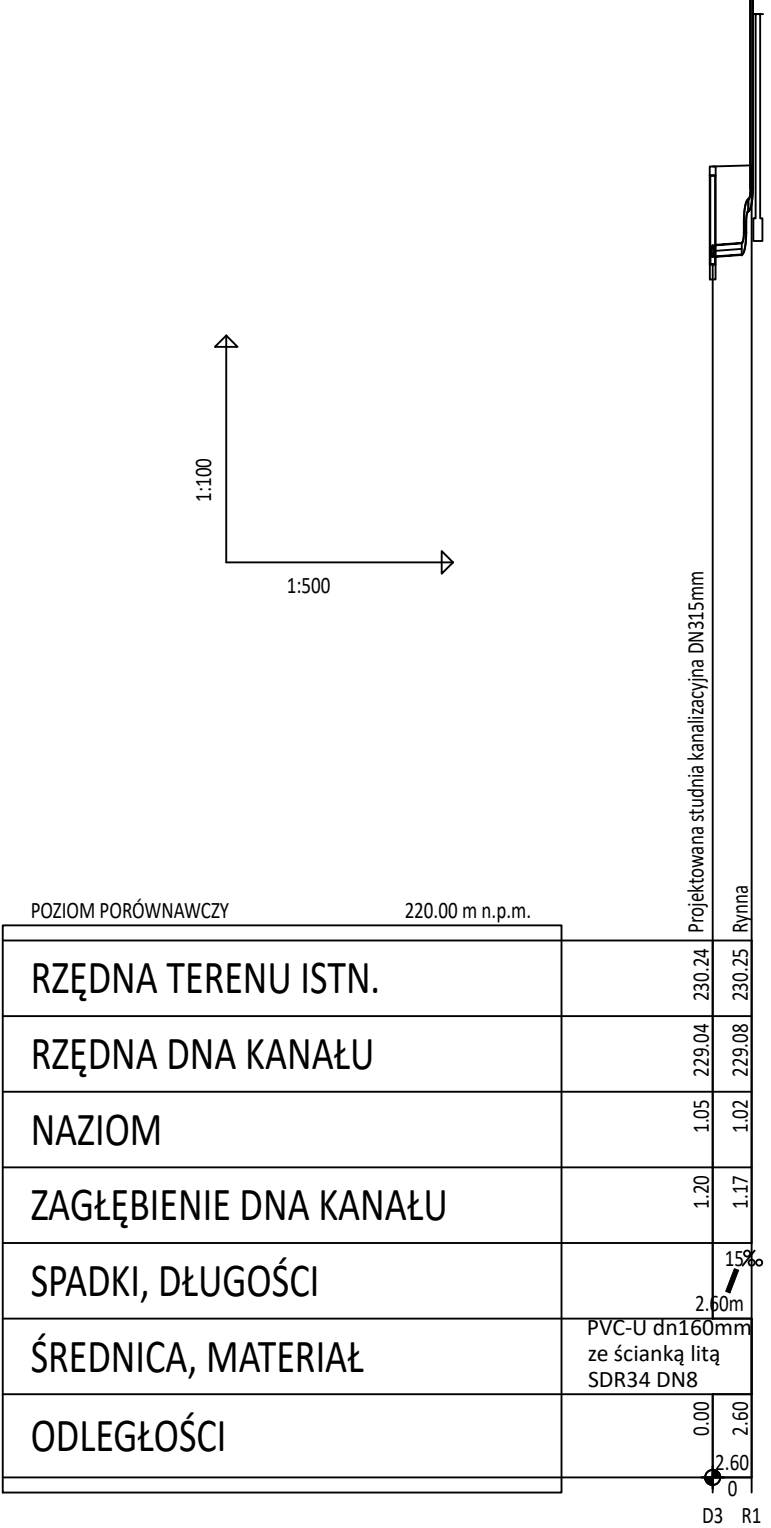 1:100
1:500
Projektowana studnia kanalizacyjna DN315mm
Rynna
POZIOM PORÓWNAWCZY 220.00 m n.p.m.
RZĘDNA TERENU ISTN. 230.24 230.25
RZĘDNA DNA KANAŁU 229.04 229.08
NAZIOM 1.05 1.02
ZAGŁĘBIENIE DNA KANAŁU 1.20 1.17
SPADKI, DŁUGOŚCI 15‰
2.60m
ŚREDNICA, MATERIAŁ PVC-U dn160mm
ze ścianką litą
SDR34 DN8
ODLEGŁOŚCI 0.00 2.60
2.60
0
D3 R1